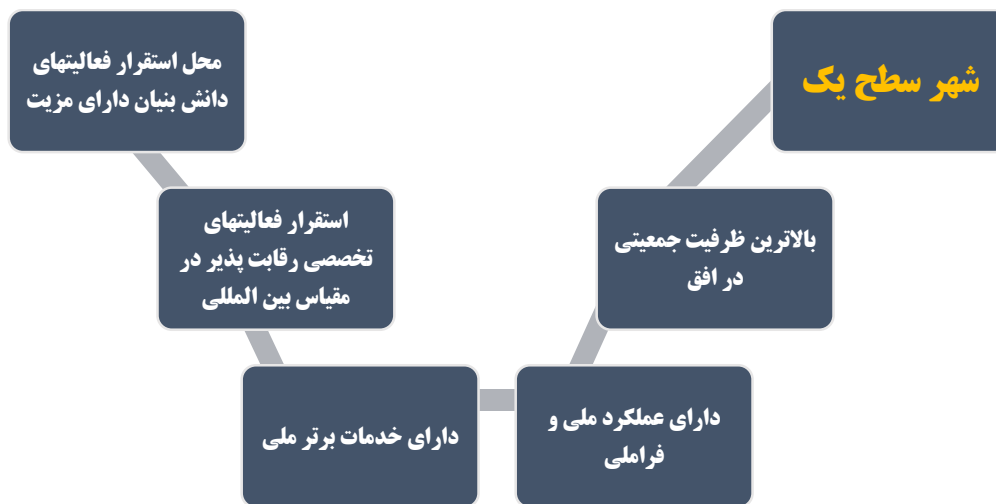 شهر سطح یک
بالاترین ظرفیت جمعیتی
در افق
دارای عملکرد ملی و
فراملی
دارای خدمات برتر ملی
استقرار فعالیتهای
تخصصی رقابت پذیر در
مقیاس بین المللی
محل استقرار فعالیتهای
دانش بنیان دارای مزیت